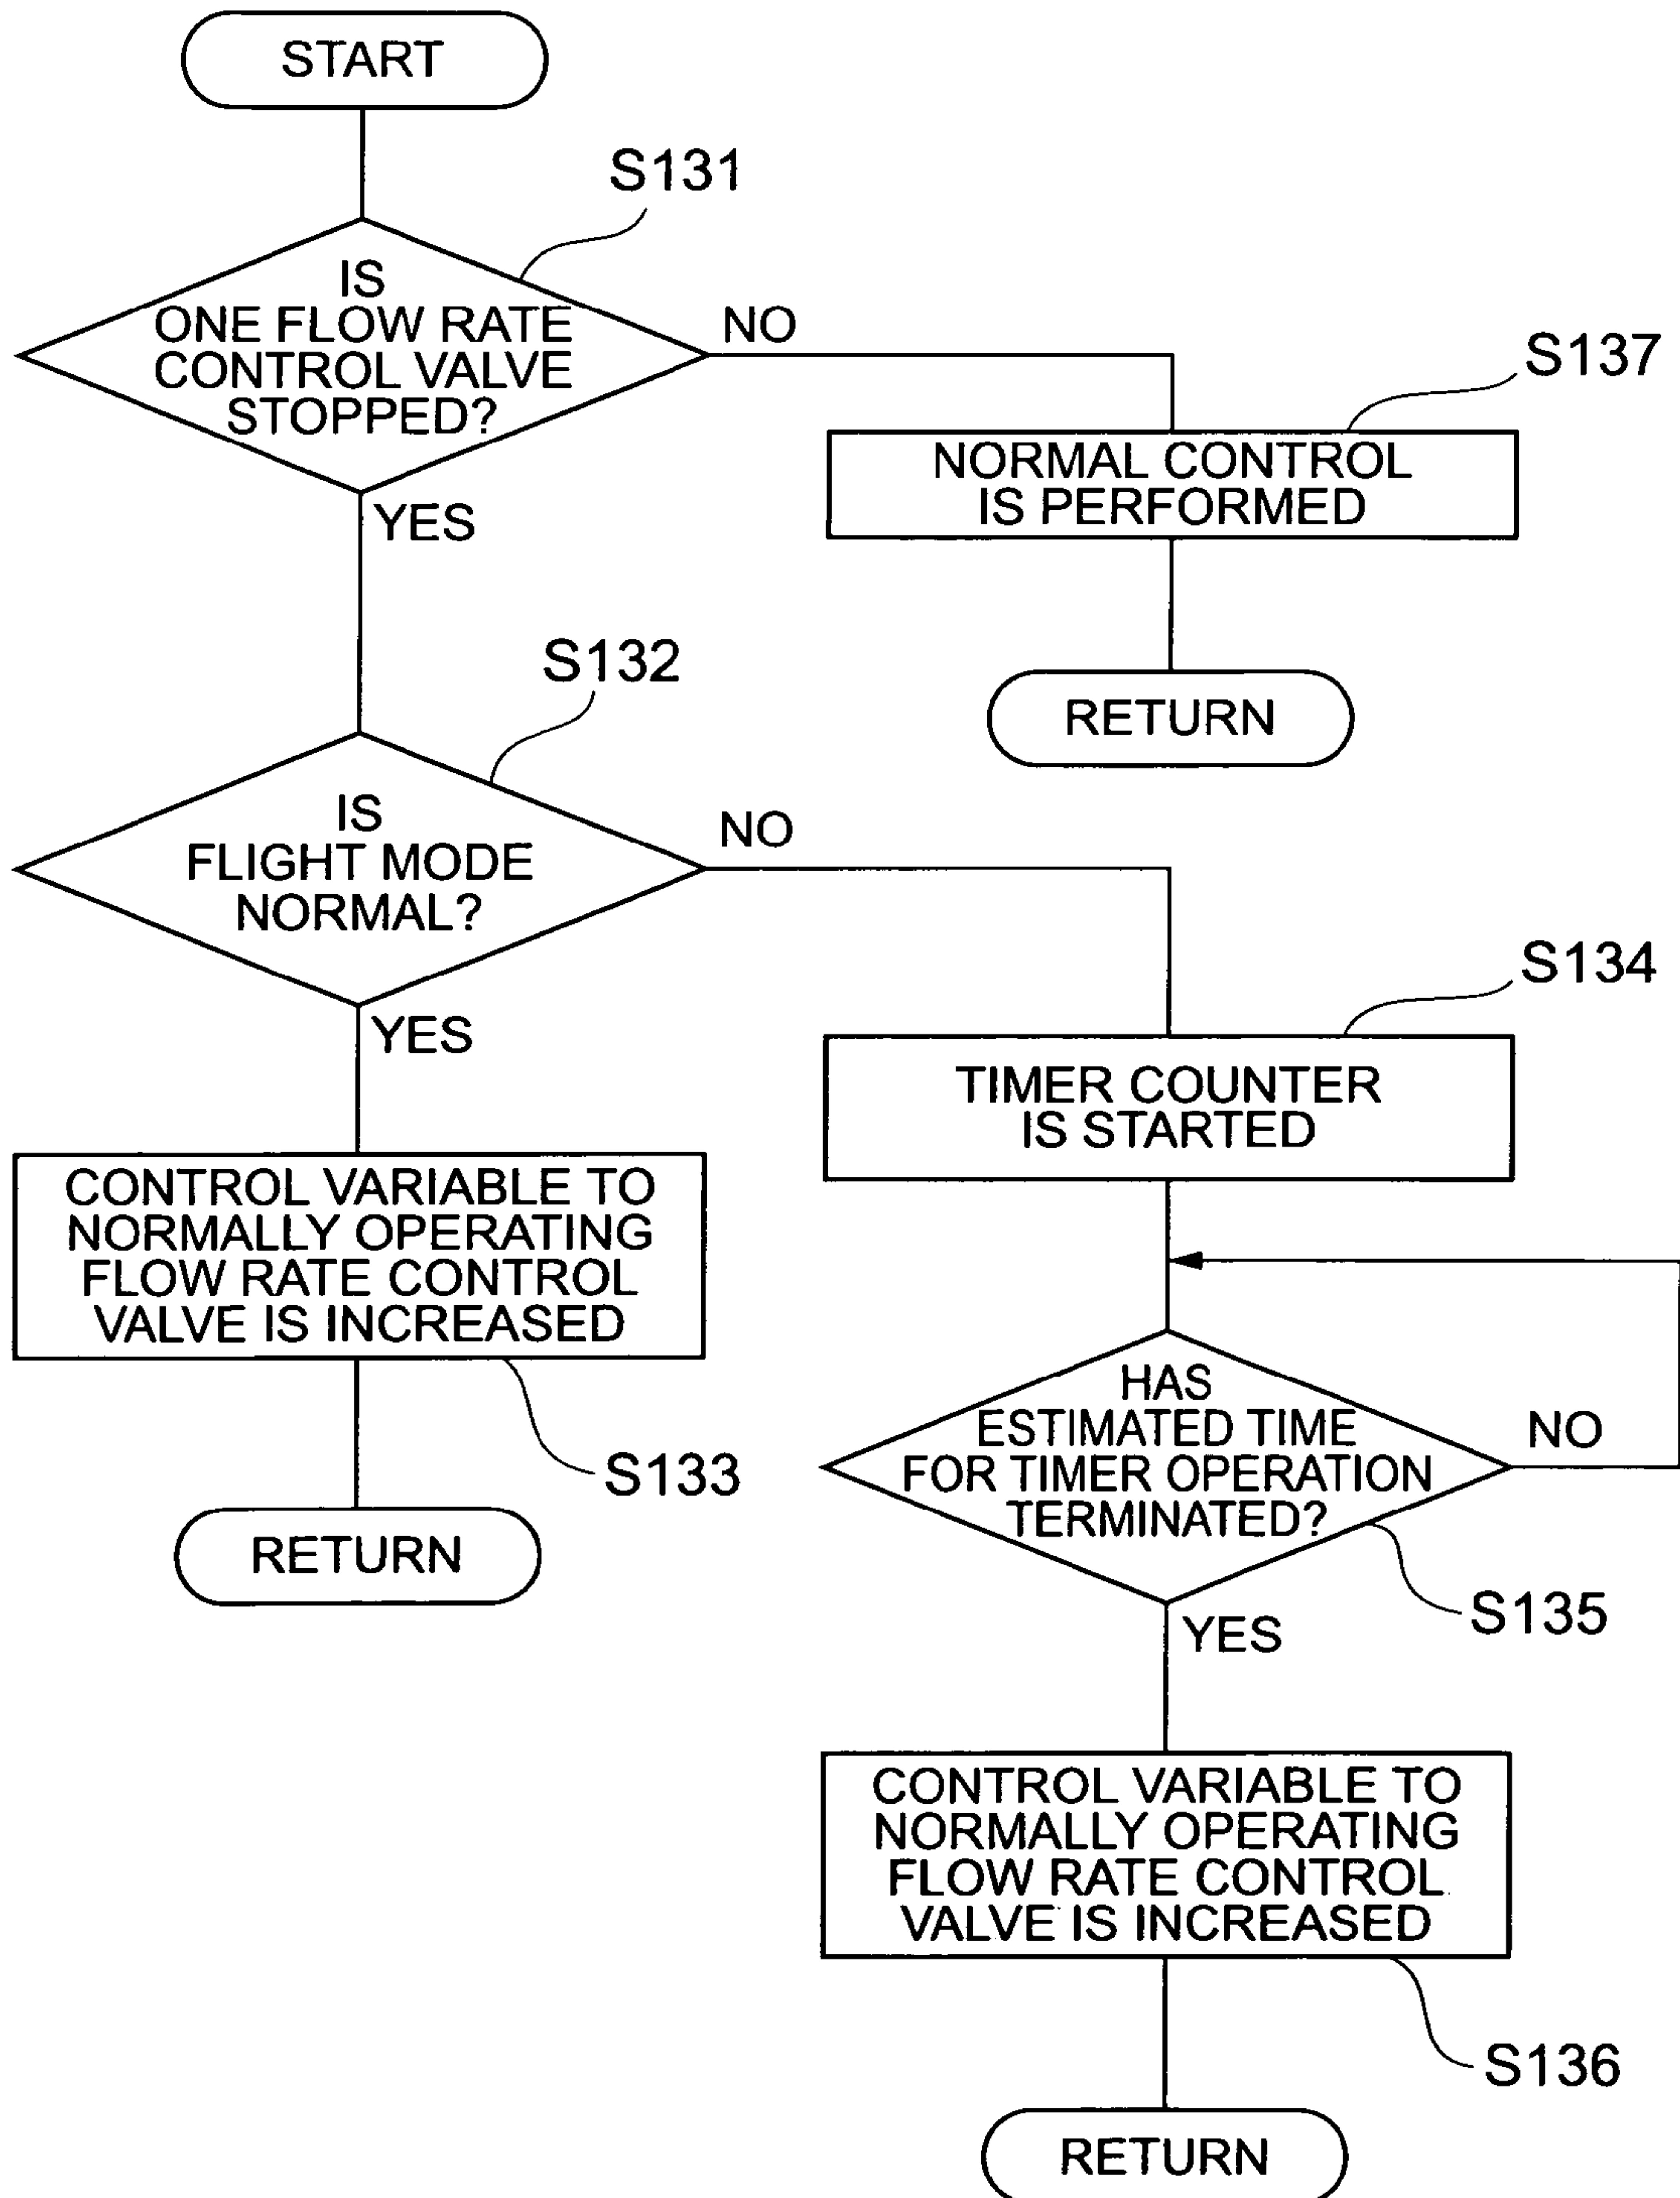 START
S131
IS
ONE FLOW RATE
CONTROL VALVE
STOPPED?
NO
YES
S137
NORMAL CONTROL
IS PERFORMED
RETURN
S132
IS
FLIGHT MODE
NORMAL?
NO
YES
CONTROL VARIABLE TO
NORMALLY OPERATING
FLOW RATE CONTROL
VALVE IS INCREASED
S133
RETURN
S134
TIMER COUNTER
IS STARTED
HAS
ESTIMATED TIME
FOR TIMER OPERATION
TERMINATED?
NO
S135
YES
CONTROL VARIABLE TO
NORMALLY OPERATING
FLOW RATE CONTROL
VALVE IS INCREASED
S136
RETURN